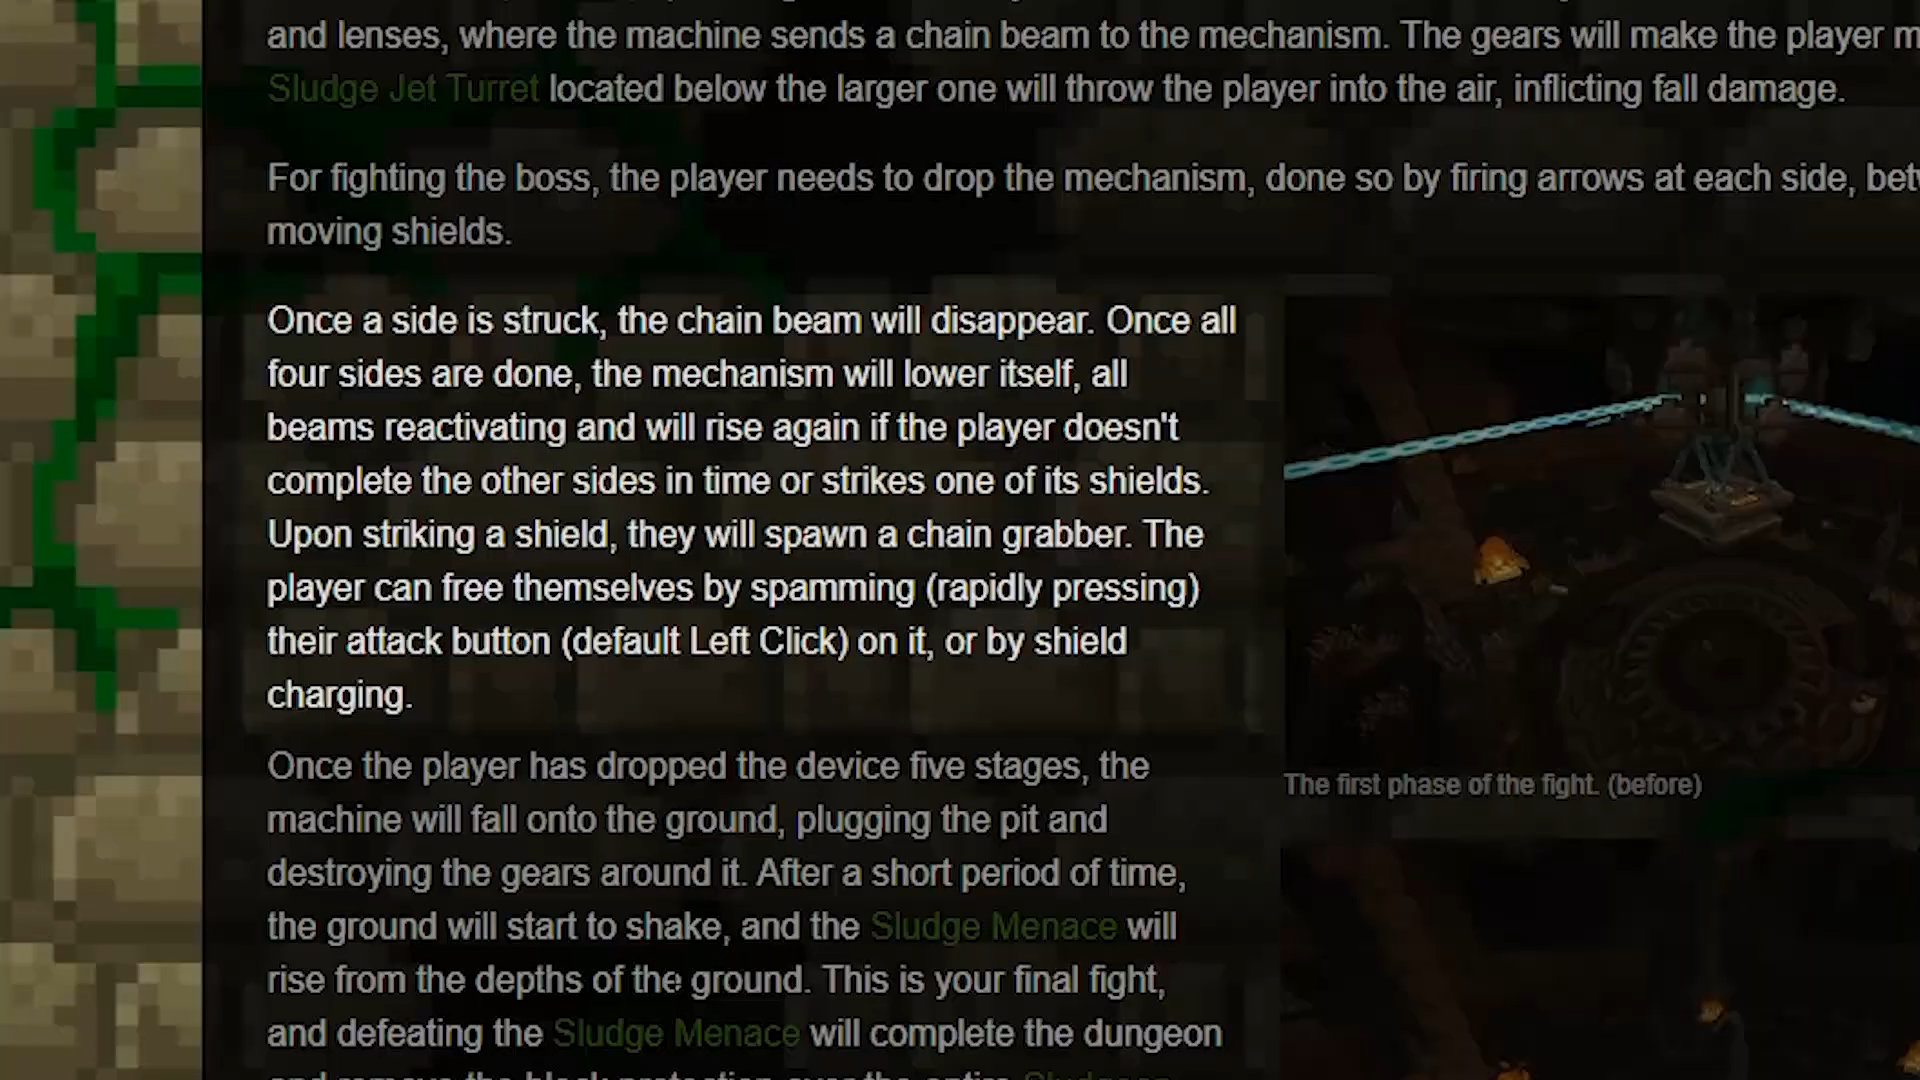 and lenses, where the machine sends a chain beam to the mechanism. The gears will make the player
Sludge Jet Turret located below the larger one will throw the player into the air, inflicting fall damage.
For fighting the boss, the player needs to drop the mechanism, done so by firing arrows at each side,
moving shields.
Once a side is struck, the chain beam will disappear. Once all
four sides are done, the mechanism will lower itself, all
beams reactivating and will rise again if the player doesn't
complete the other sides in time or strikes one of its shields.
Upon striking a shield, they will spawn a chain grabber. The
player can free themselves by spamming (rapidly pressing)
their attack button (default Left Click) on it, or by shield
charging.
The first phase of the fight. (before)
Once the player has dropped the device five stages, the
machine will fall onto the ground, plugging the pit and
destroying the gears around it. After a short period of time,
the ground will start to shake, and the Sludge Menace will
rise from the depths of the ground. This is your final fight,
and defeating the Sludge Menace will complete the dungeon